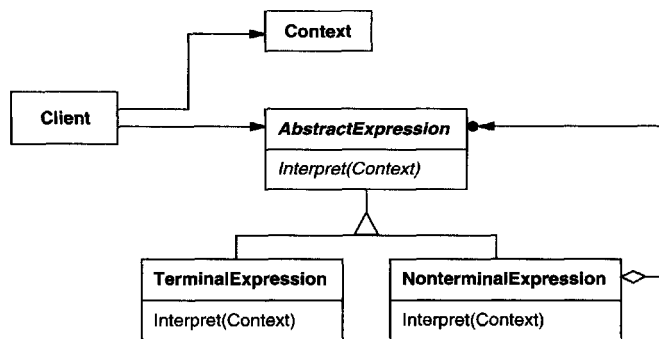 Context
Client
AbstractExpression
Interpret(Context)
TerminalExpression
NonterminalExpression
Interpret(Context)
Interpret(Context)